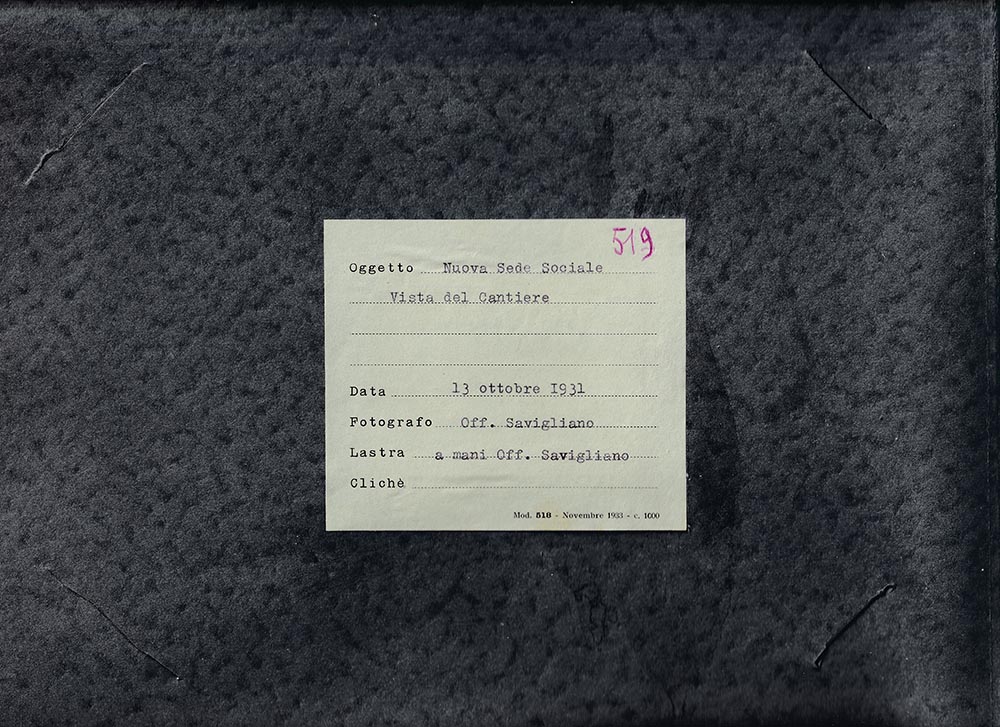 519
Oggetto Nuova Sede Sociale
Vista del Cantiere
Data 13 ottobre 1931
Fotografo Off. Savigliano
Lastra a mani Off. Savigliano
Clichè
Mod. 518 - Novembre 1933 - c. 1000